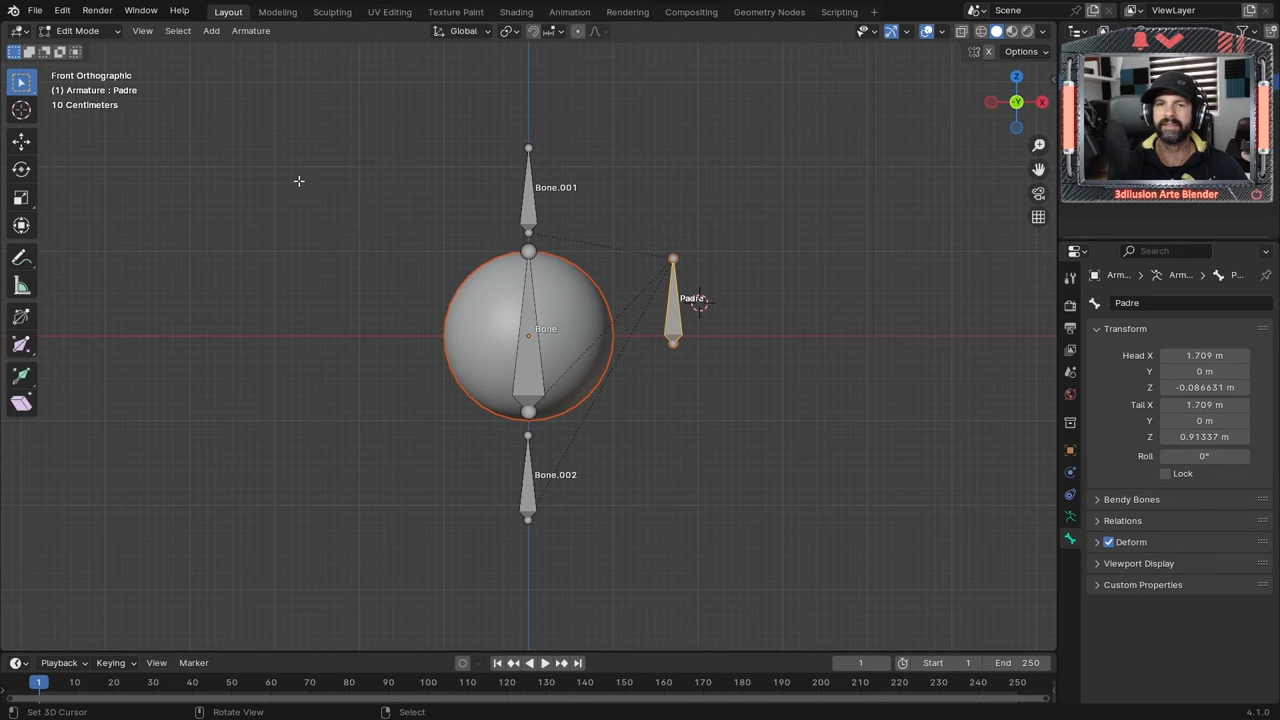 File Edit Render Window Help Layout Modeling Sculpting UV Editing Texture Paint Shading Animation Rendering Compositing Geometry Nodes Scripting Scene ViewLayer
Edit Mode View Select Add Armature Global
X Options
Front Orthographic
(1) Armature : Padre
10 Centimeters
Z
-Y
X
Bone.001
Padre
Bone
Bone.002
3dIlusion Arte Blender
Search
Arm... Arm... P...
Padre
Transform
Head X 1.709 m
Y 0 m
Z -0.086631 m
Tail X 1.709 m
Y 0 m
Z 0.91337 m
Roll 0°
Lock
Bendy Bones
Relations
Deform
Viewport Display
Custom Properties
Playback Keying View Marker 1 Start 1 End 250
1 10 20 30 40 50 60 70 80 90 100 110 120 130 140 150 160 170 180 190 200 210 220 230 240 250
Set 3D Cursor Rotate View Select 4.1.0